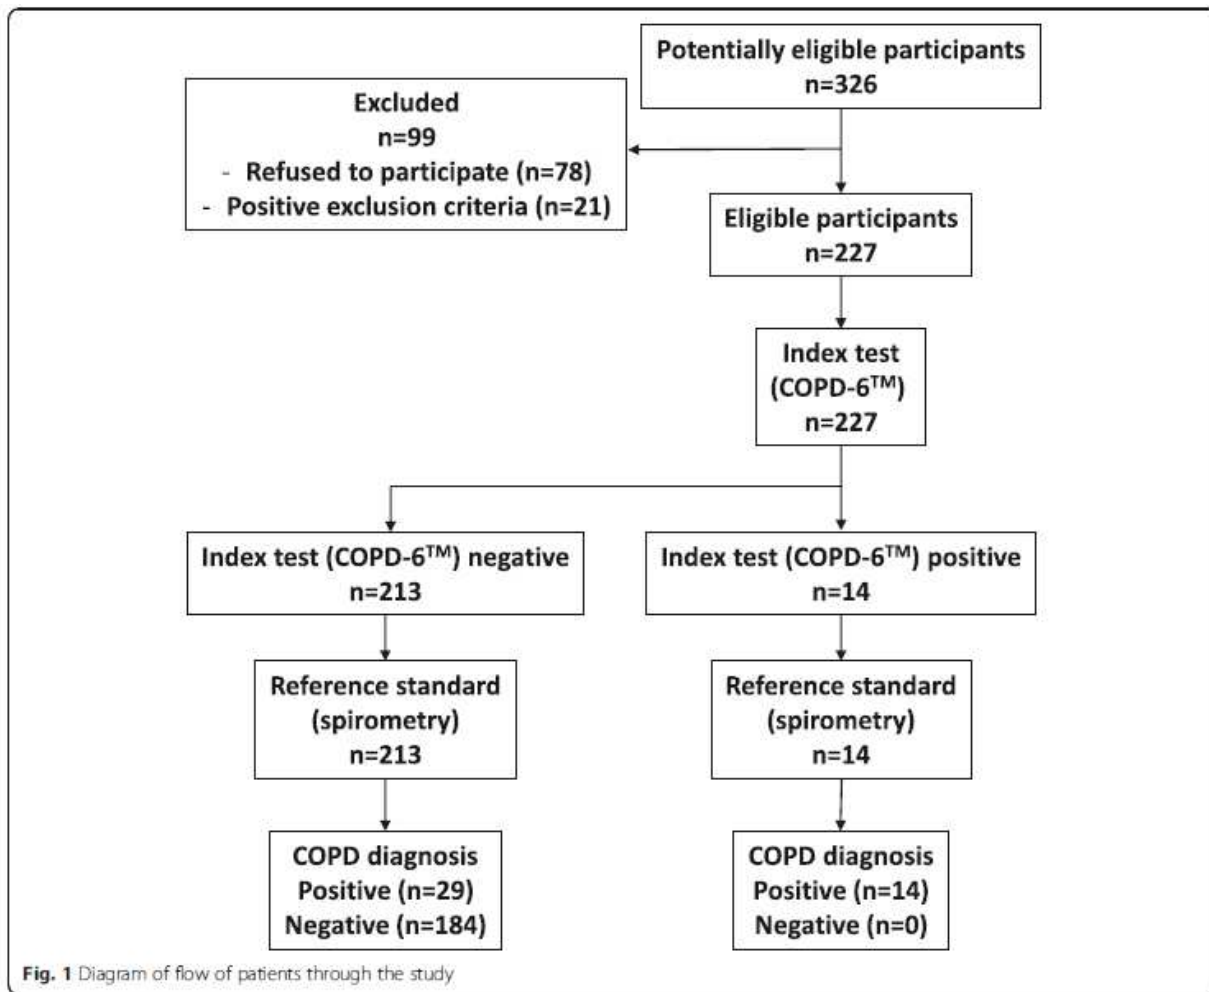 Potentially eligible participants
n=326
Excluded
n=99
- Refused to participate (n=78)
- Positive exclusion criteria (n=21)
Eligible participants
n=227
Index test
(COPD-6™)
n=227
Index test (COPD-6™) negative
n=213
Index test (COPD-6™) positive
n=14
Reference standard
(spirometry)
n=213
Reference standard
(spirometry)
n=14
COPD diagnosis
Positive (n=29)
Negative (n=184)
COPD diagnosis
Positive (n=14)
Negative (n=0)
Fig. 1 Diagram of flow of patients through the study